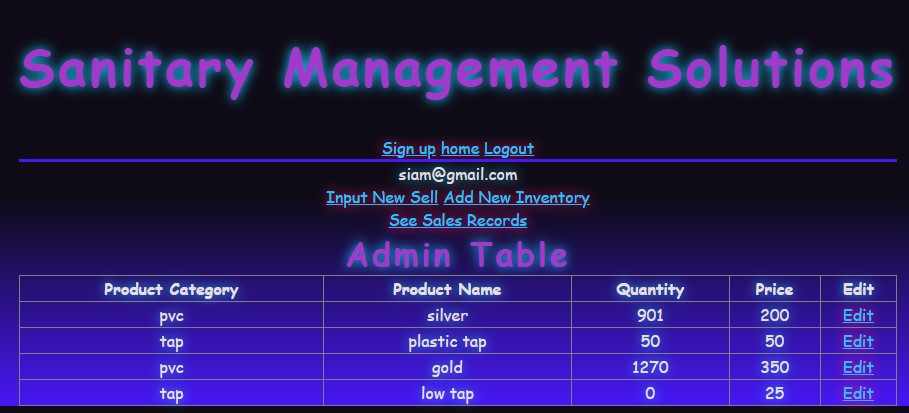 Sanitary Management Solutions
Sign up home Logout
siam@gmail.com
Input New Sell Add New Inventory
See Sales Records
Admin Table
Product Category Product Name Quantity Price Edit
pvc silver 901 200 Edit
tap plastic tap 50 50 Edit
pvc gold 1270 350 Edit
tap low tap 0 25 Edit